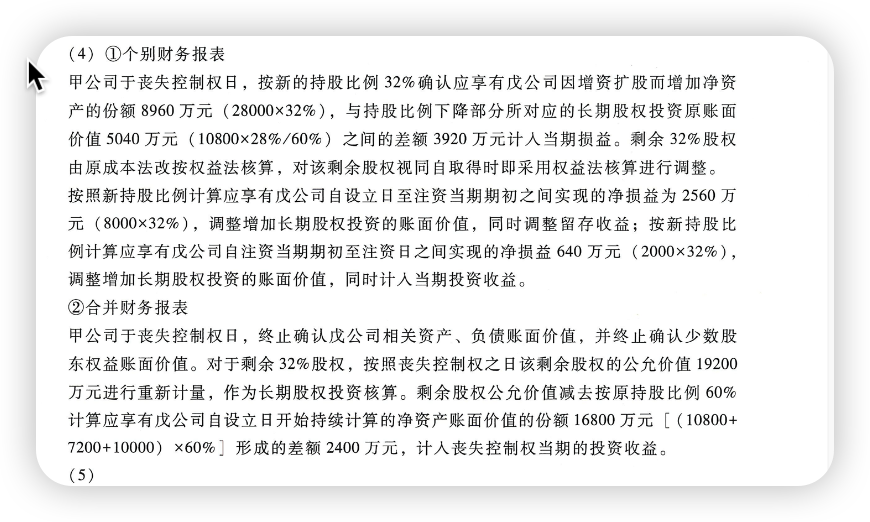 （4）①个别财务报表
甲公司于丧失控制权日，按新的持股比例 32%确认应享有戊公司因增资扩股而增加净资
产的份额 8960 万元（28000×32%），与持股比例下降部分所对应的长期股权投资原账面
价值 5040 万元（10800×28%/60%）之间的差额 3920 万元计入当期损益。剩余 32%股权
由原成本法改按权益法核算，对该剩余股权视同自取得时即采用权益法核算进行调整。
按照新持股比例计算应享有戊公司自设立日至注资当期期初之间实现的净损益为 2560 万
元（8000×32%），调整增加长期股权投资的账面价值，同时调整留存收益；按新持股比
例计算应享有戊公司自注资当期期初至注资日之间实现的净损益 640 万元（2000×32%），
调整增加长期股权投资的账面价值，同时计入当期投资收益。
②合并财务报表
甲公司于丧失控制权日，终止确认戊公司相关资产、负债账面价值，并终止确认少数股
东权益账面价值。对于剩余 32%股权，按照丧失控制权之日该剩余股权的公允价值 19200
万元进行重新计量，作为长期股权投资核算。剩余股权公允价值减去按原持股比例 60%
计算应享有戊公司自设立日开始持续计算的净资产账面价值的份额 16800 万元［（10800+
7200+10000）×60%］形成的差额 2400 万元，计入丧失控制权当期的投资收益。
（5）